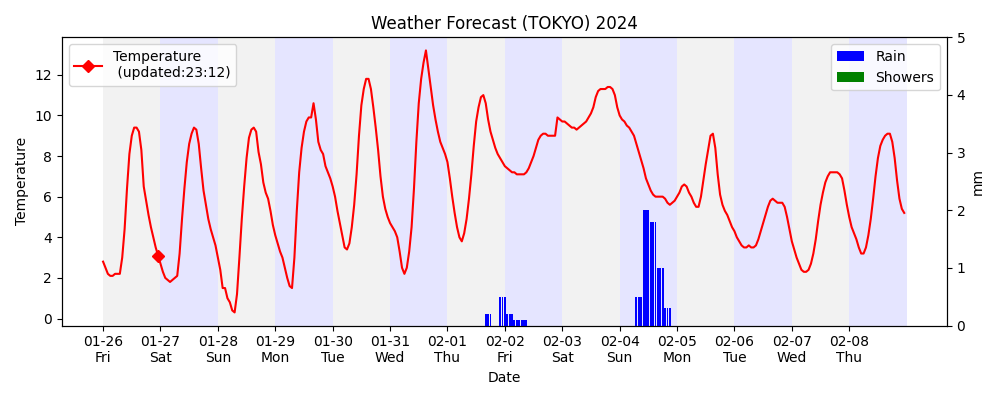 Weather Forecast (TOKYO) 2024
Temperature
(updated:23:12)
Rain
Showers
Temperature
12
10
8
6
4
2
0
5
4
3
2
1
0
mm
01-26 01-27 01-28 01-29 01-30 01-31 02-01 02-02 02-03 02-04 02-05 02-06 02-07 02-08
Fri Sat Sun Mon Tue Wed Thu Fri Sat Sun Mon Tue Wed Thu
Date